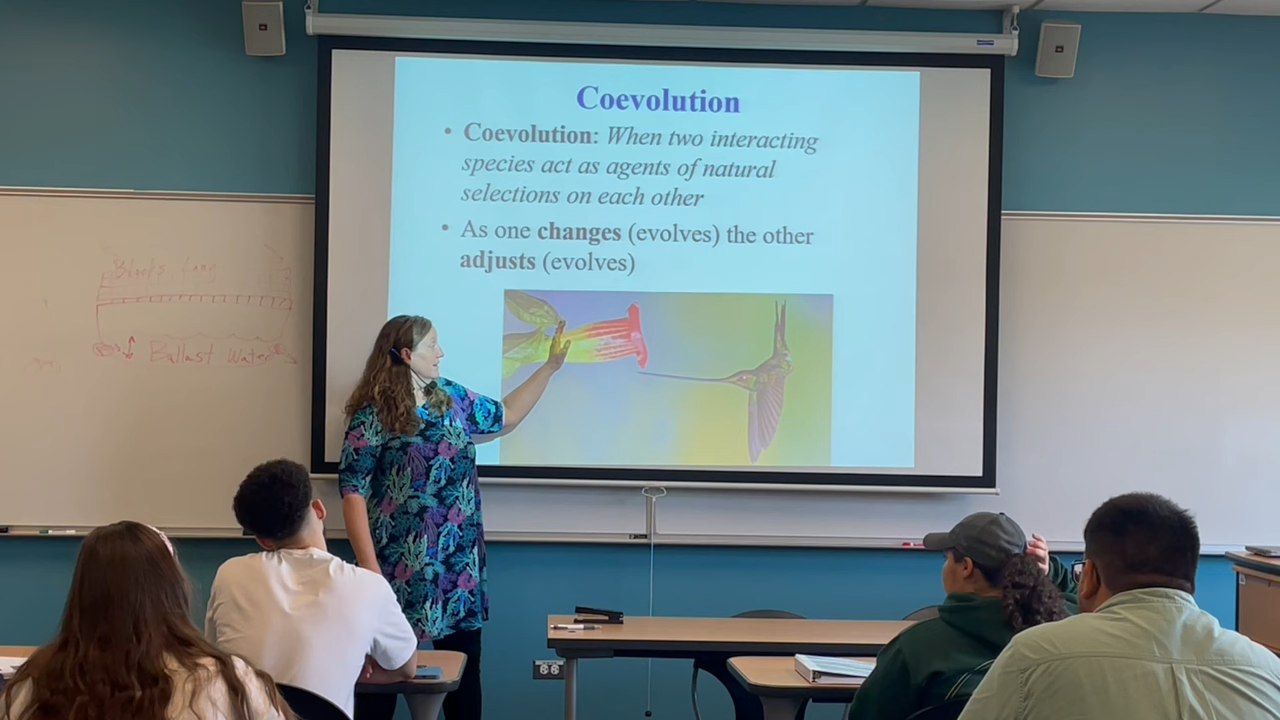 Coevolution
• Coevolution: When two interacting
species act as agents of natural
selections on each other
• As one changes (evolves) the other
adjusts (evolves)
Ballast Water